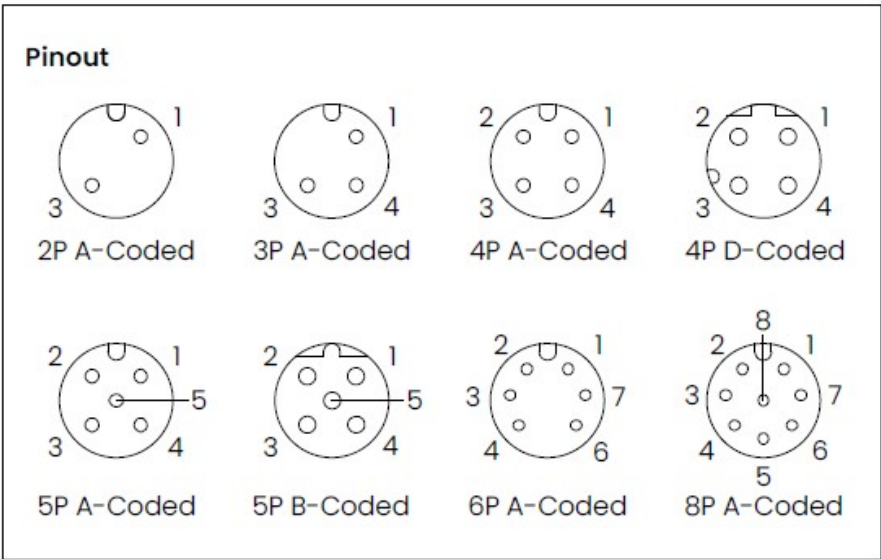 Pinout
1
3
2P A-Coded
1
3 4
3P A-Coded
2 1
3 4
4P A-Coded
2 1
3 4
4P D-Coded
2 1
5
3 4
5P A-Coded
2 1
5
3 4
5P B-Coded
2 1
3 7
4 6
6P A-Coded
8
2 1
3 7
4 6
5
8P A-Coded